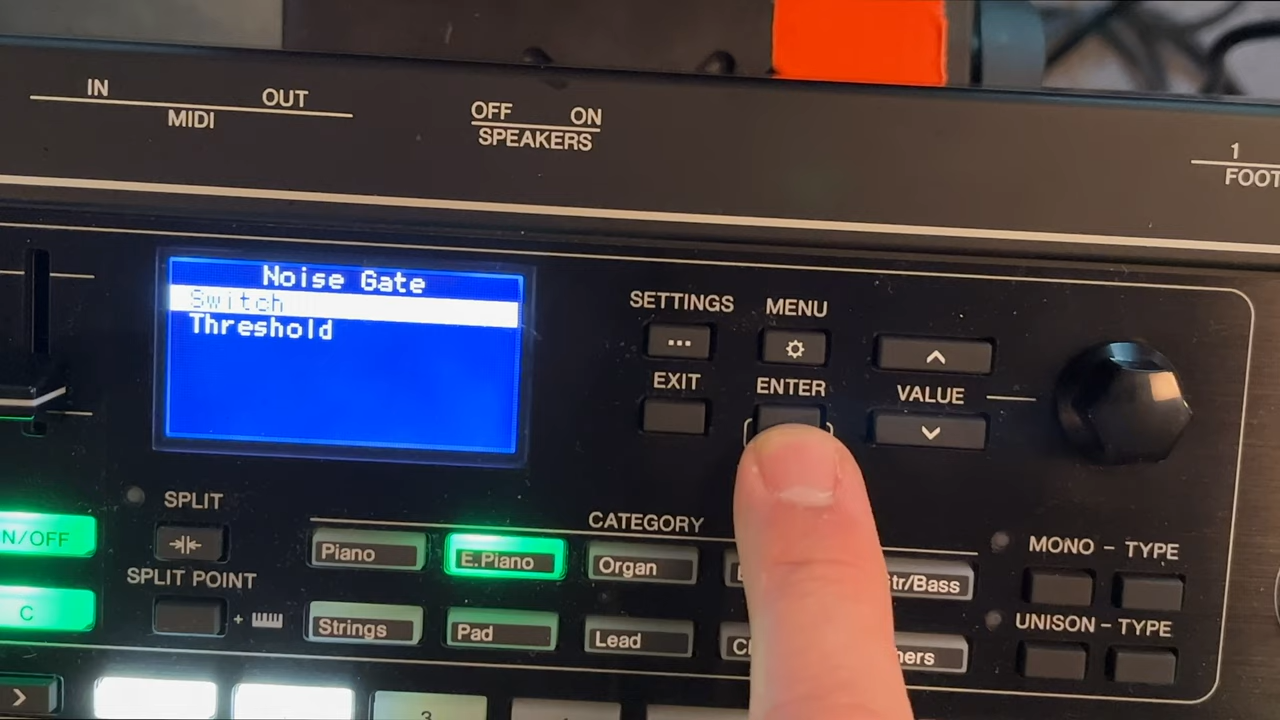 IN OUT
MIDI
OFF ON
SPEAKERS
1
FOOT
Noise Gate
Switch
Threshold
SETTINGS MENU
EXIT ENTER
VALUE
SPLIT
SPLIT POINT
CATEGORY
Piano E.Piano Organ tr/Bass
Strings Pad Lead
N/OFF
C
MONO - TYPE
UNISON - TYPE
3